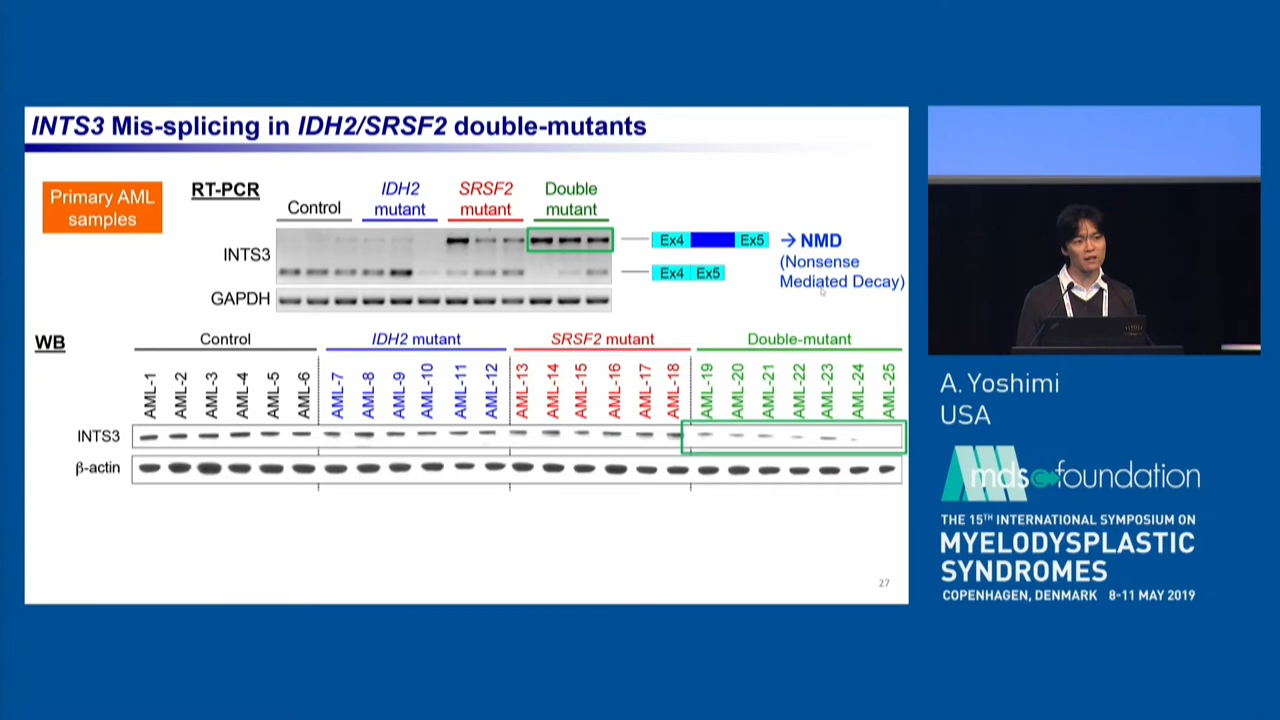 INTS3 Mis-splicing in IDH2/SRSF2 double-mutants
Primary AML
samples
RT-PCR
Control
IDH2
mutant
SRSF2
mutant
Double
mutant
INTS3
GAPDH
Ex4
Ex5
→ NMD
(Nonsense
Mediated Decay)
Ex4 Ex5
WB
Control
IDH2 mutant
SRSF2 mutant
Double-mutant
AML-1
AML-2
AML-3
AML-4
AML-5
AML-6
AML-7
AML-8
AML-9
AML-10
AML-11
AML-12
AML-13
AML-14
AML-15
AML-16
AML-17
AML-18
AML-19
AML-20
AML-21
AML-22
AML-23
AML-24
AML-25
INTS3
β-actin
27
A. Yoshimi
USA
mds foundation
THE 15TH INTERNATIONAL SYMPOSIUM ON
MYELODYSPLASTIC
SYNDROMES
COPENHAGEN, DENMARK 8-11 MAY 2019